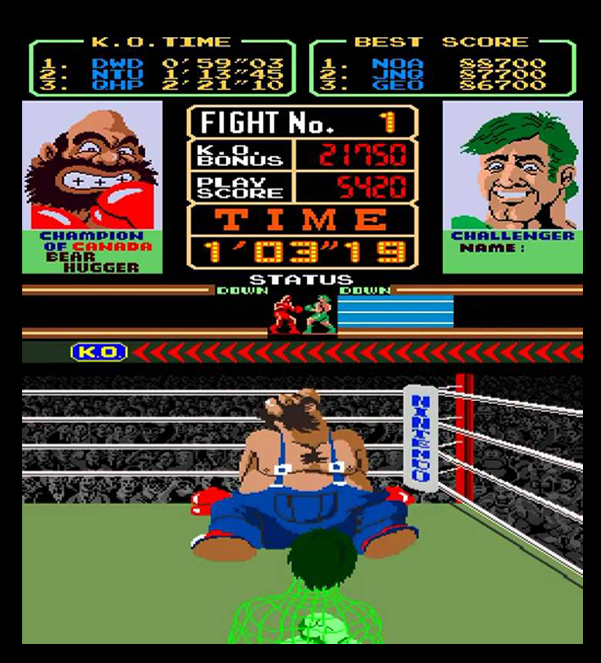 K.O.TIME
1. DWD 0'59"03
2. NTU 1'13"45
3. QHP 2'21"10
BEST SCORE
1. NOA 88700
2. JNQ 87700
3. GEO 86700
FIGHT No. 1
K.O. BONUS 21750
PLAY SCORE 5420
TIME
1'03"19
CHAMPION
OF CANADA
BEAR
HUGGER
CHALLENGER
NAME:
STATUS
DOWN DOWN
K.O.
NINTENDO